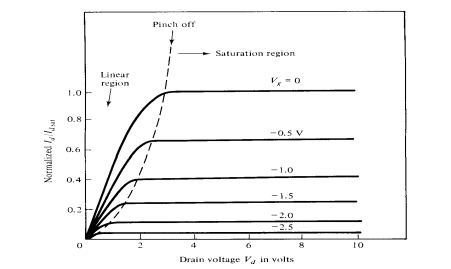 Pinch off
Saturation region
Linear
region
V_g = 0
1.0
0.8
−0.5 V
0.6
−1.0
0.4
−1.5
0.2
−2.0
−2.5
0
0
2
4
6
8
10
Normalized I_d/I_dsat
Drain voltage V_d in volts